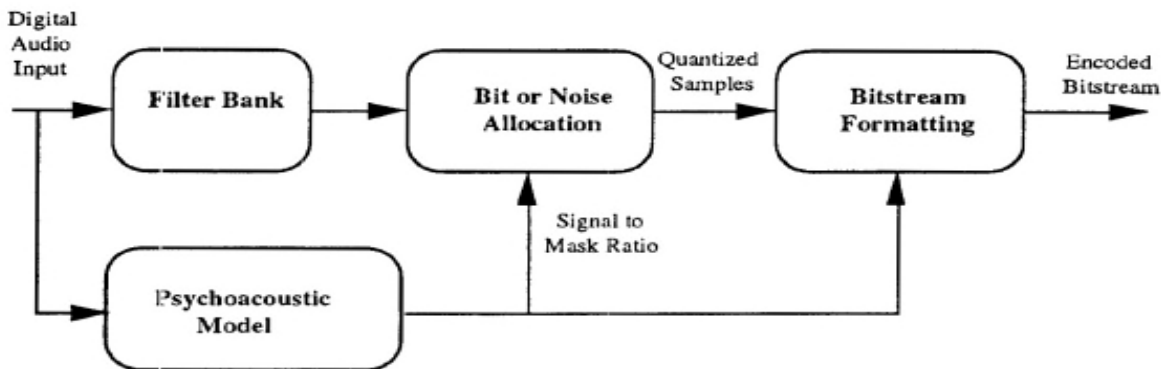 Digital
Audio
Input
Filter Bank
Bit or Noise
Allocation
Quantized
Samples
Bitstream
Formatting
Encoded
Bitstream
Signal to
Mask Ratio
Psychoacoustic
Model